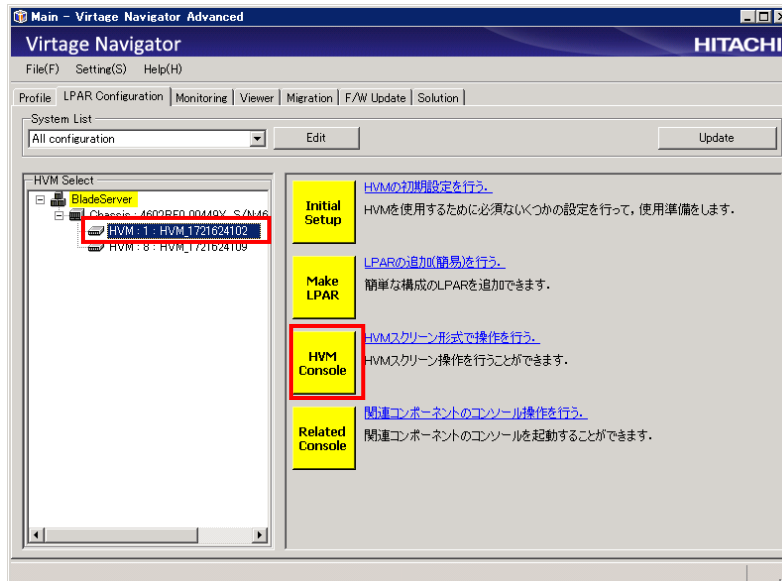 Main - Virtage Navigator Advanced
Virtage Navigator
HITACHI
File(F) Setting(S) Help(H)
Profile LPAR Configuration Monitoring Viewer Migration F/W Update Solution
System List
All configuration Edit Update
HVM Select
BladeServer
Chassis : 4602RE0 00449Y S/N:46
HVM : 1 : HVM_1721624102
HVM : 8 : HVM_1721624109
Initial Setup
HVMの初期設定を行う.
HVMを使用するために必須ないくつかの設定を行って,使用準備をします.
Make LPAR
LPARの追加(簡易)を行う.
簡単な構成のLPARを追加できます.
HVM Console
HVMスクリーン形式で操作を行う.
HVMスクリーン操作を行うことができます.
Related Console
関連コンポーネントのコンソール操作を行う.
関連コンポーネントのコンソールを起動することができます.